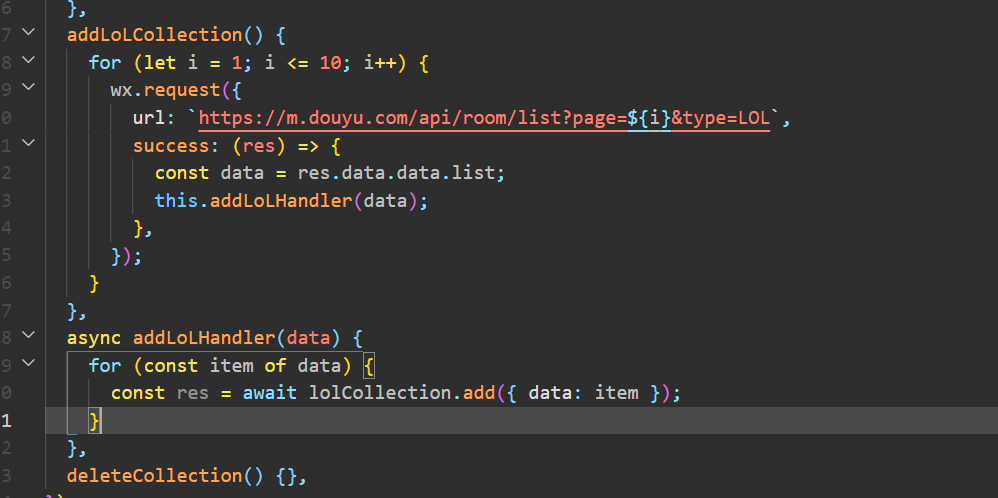 6 },
7 addLoLCollection() {
8 for (let i = 1; i <= 10; i++) {
9 wx.request({
0 url: `https://m.douyu.com/api/room/list?page=${i}&type=LOL`,
1 success: (res) => {
2 const data = res.data.data.list;
3 this.addLoLHandler(data);
4 },
5 });
6 }
7 },
8 async addLoLHandler(data) {
9 for (const item of data) {
0 const res = await lolCollection.add({ data: item });
1 }
2 },
3 deleteCollection() {},